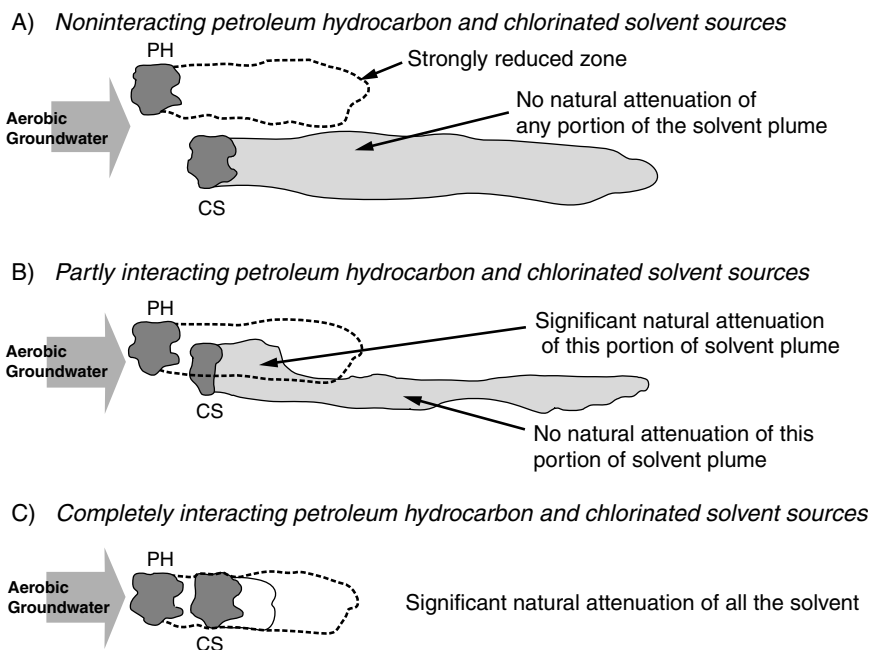 A) Noninteracting petroleum hydrocarbon and chlorinated solvent sources
PH
Strongly reduced zone
Aerobic
Groundwater
No natural attenuation of
any portion of the solvent plume
CS
B) Partly interacting petroleum hydrocarbon and chlorinated solvent sources
PH
Aerobic
Groundwater
Significant natural attenuation
of this portion of solvent plume
CS
No natural attenuation of this
portion of solvent plume
C) Completely interacting petroleum hydrocarbon and chlorinated solvent sources
PH
Aerobic
Groundwater
Significant natural attenuation of all the solvent
CS